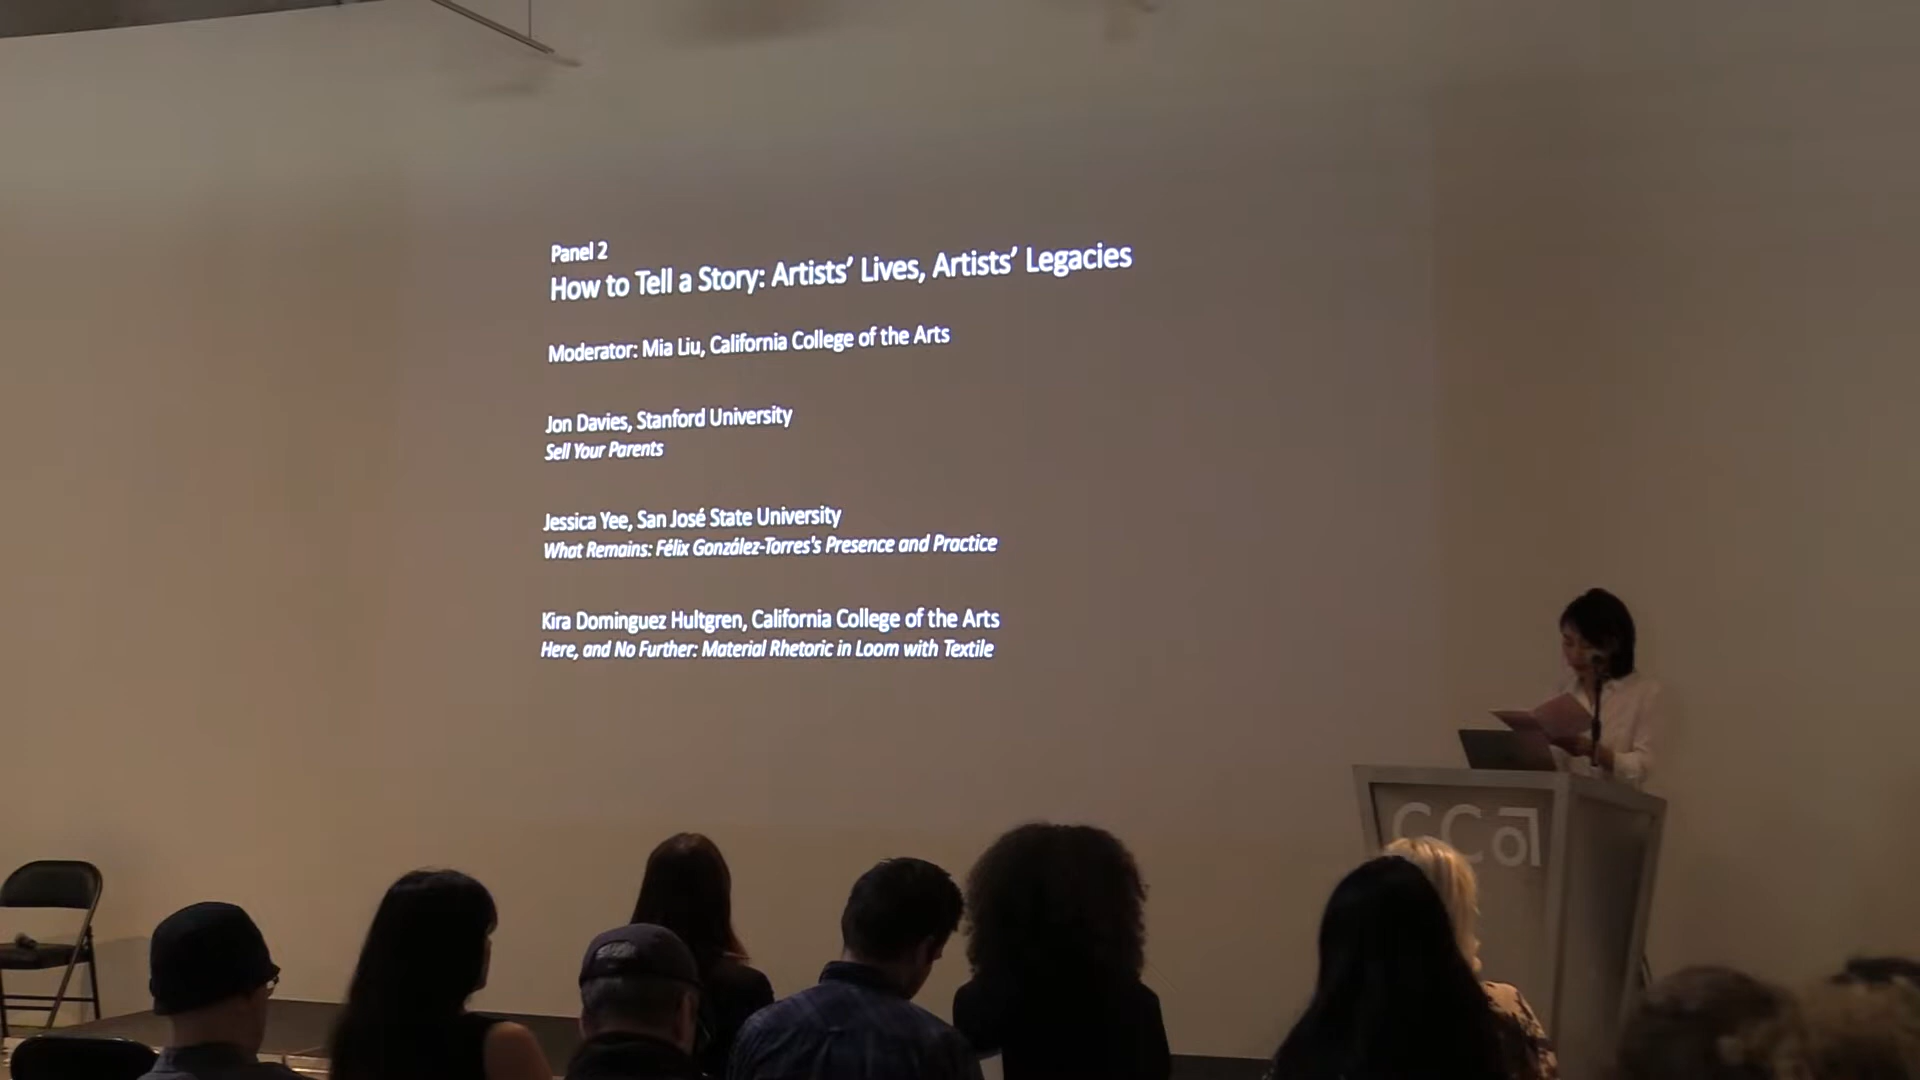 Panel 2
How to Tell a Story: Artists’ Lives, Artists’ Legacies
Moderator: Mia Liu, California College of the Arts
Jon Davies, Stanford University
Sell Your Parents
Jessica Yee, San José State University
What Remains: Félix González-Torres's Presence and Practice
Kira Dominguez Hultgren, California College of the Arts
Here, and No Further: Material Rhetoric in Loom with Textile
CCa